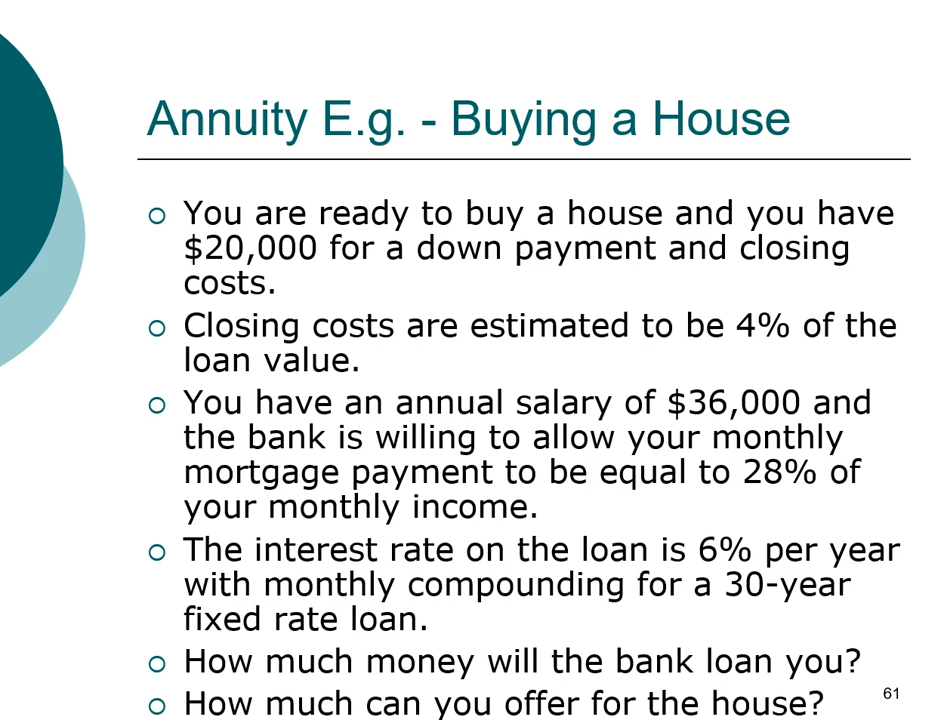 Annuity E.g. - Buying a House
You are ready to buy a house and you have
$20,000 for a down payment and closing
costs.
Closing costs are estimated to be 4% of the
loan value.
You have an annual salary of $36,000 and
the bank is willing to allow your monthly
mortgage payment to be equal to 28% of
your monthly income.
The interest rate on the loan is 6% per year
with monthly compounding for a 30-year
fixed rate loan.
How much money will the bank loan you?
How much can you offer for the house?
61